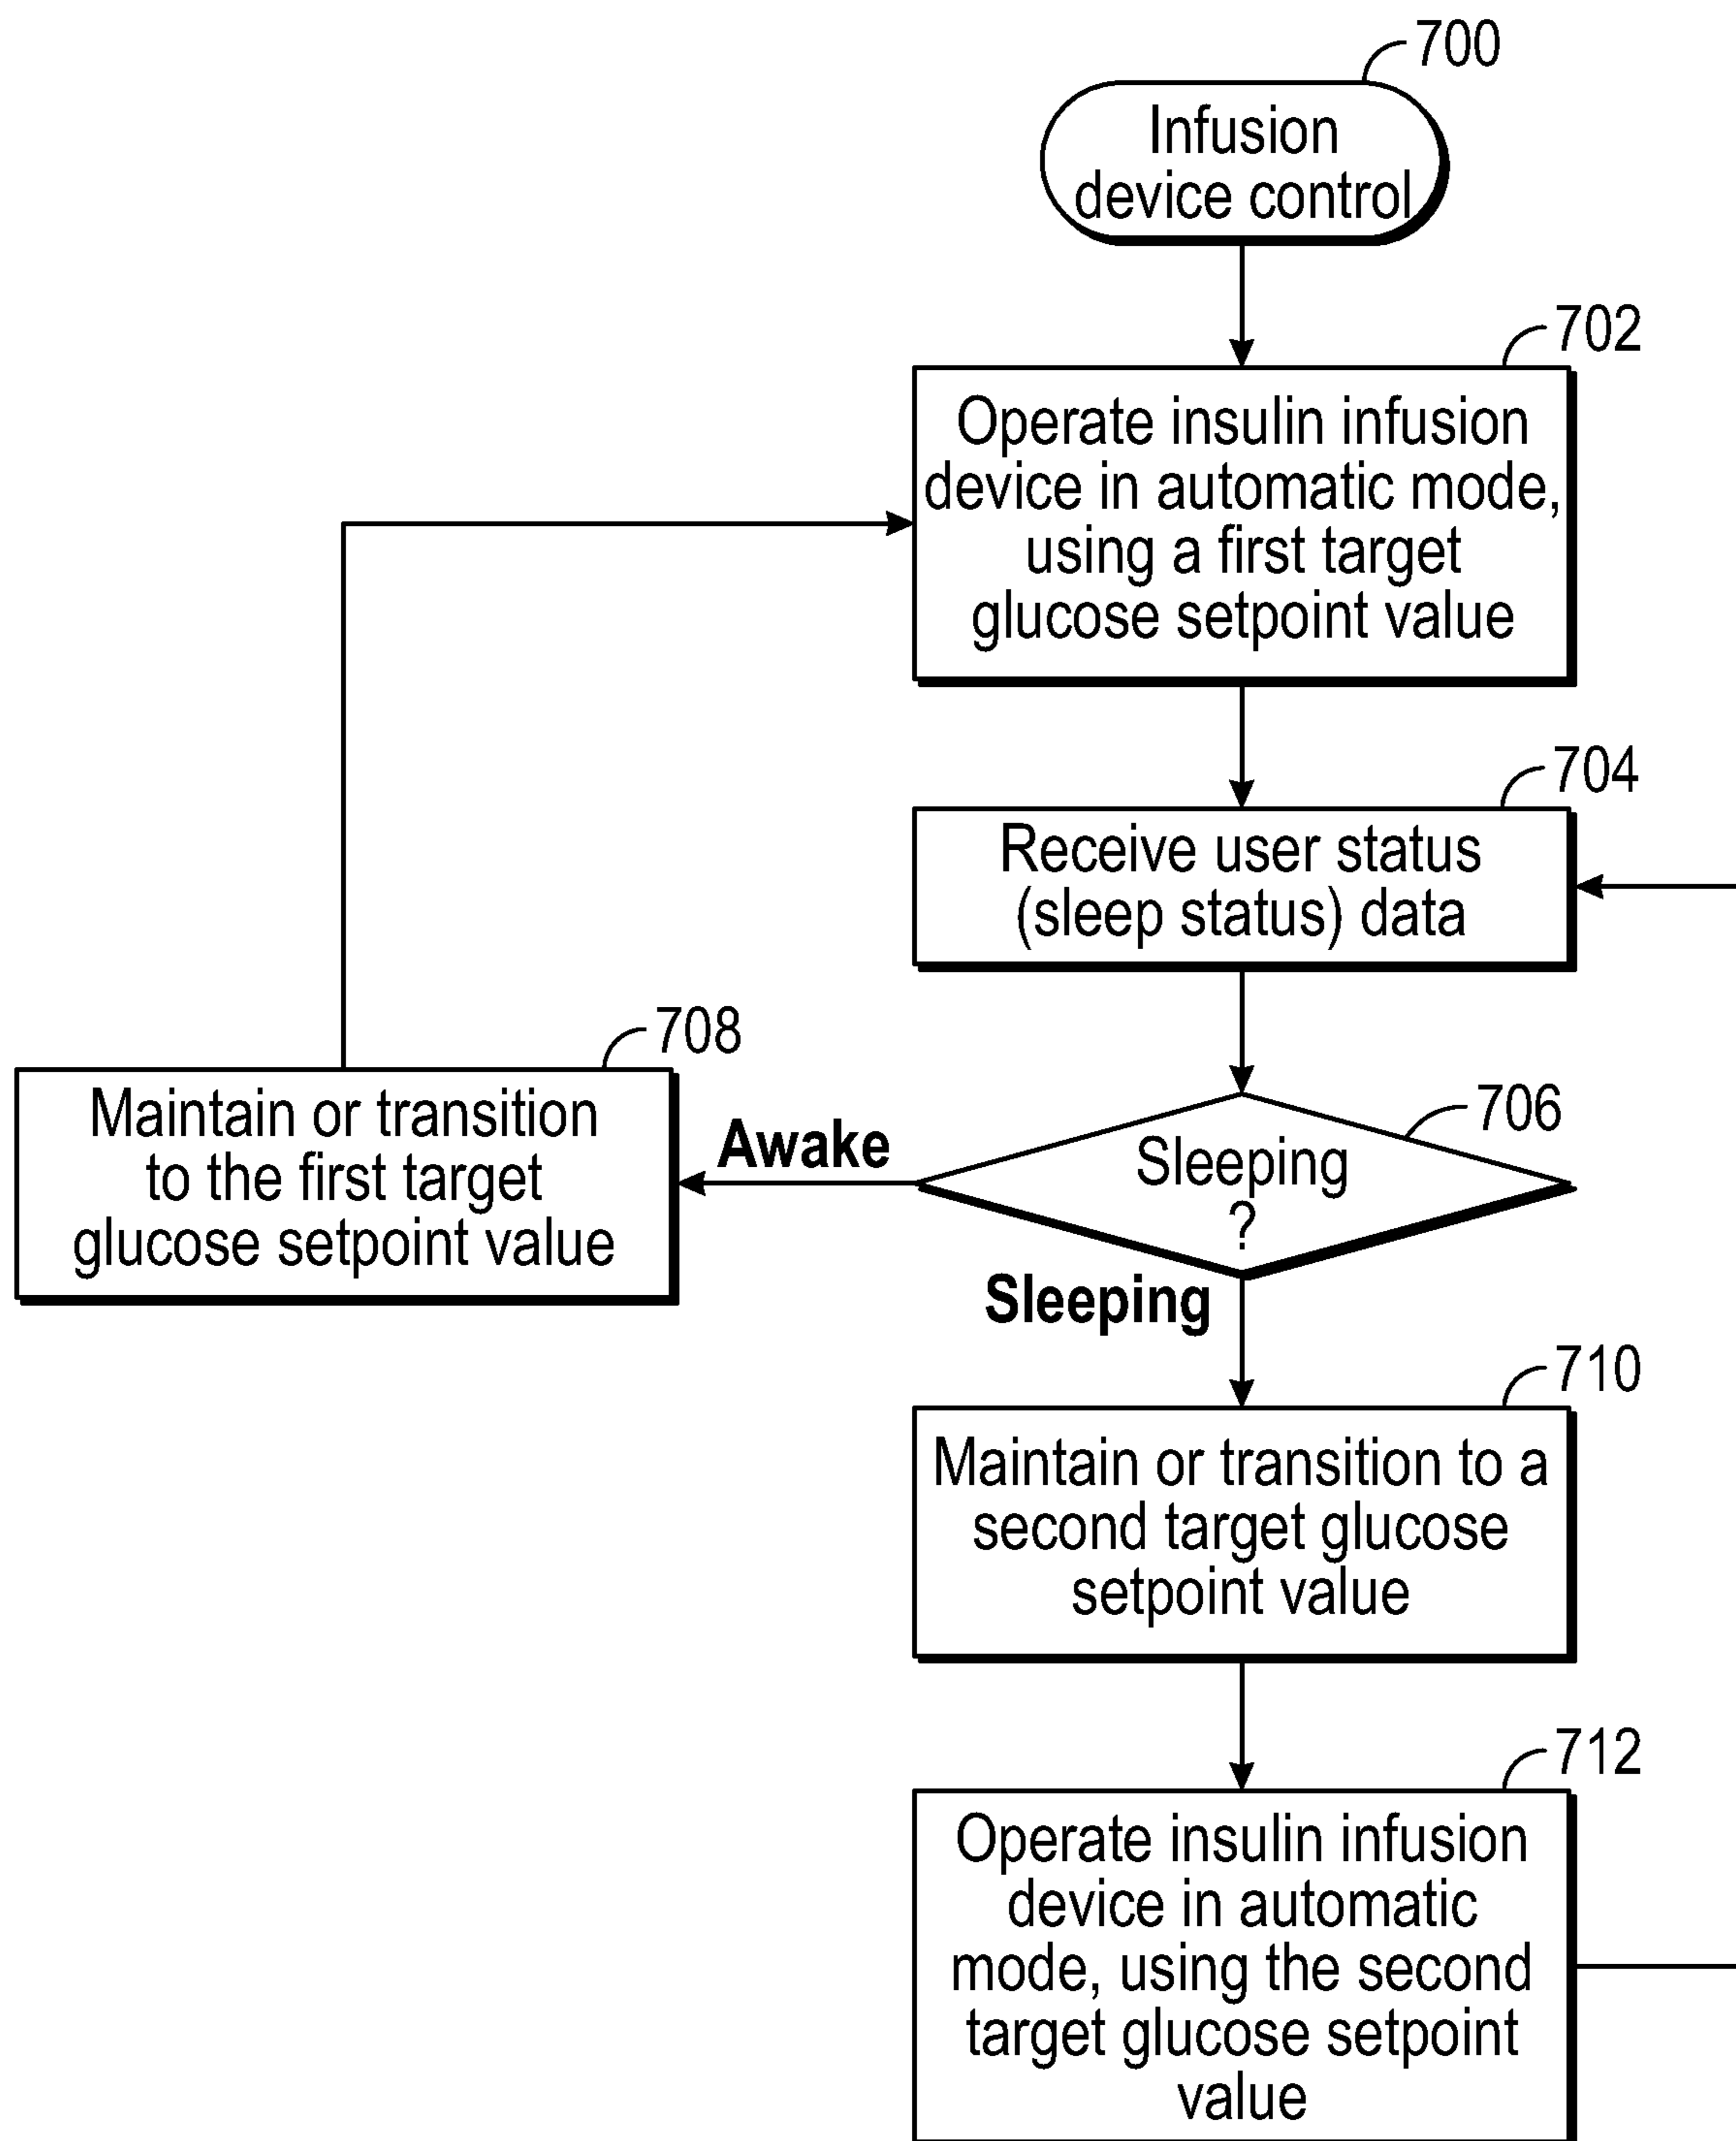 700
Infusion
device control
702
Operate insulin infusion
device in automatic mode,
using a first target
glucose setpoint value
704
Receive user status
(sleep status) data
708
Maintain or transition
to the first target
glucose setpoint value
Awake
706
Sleeping
?
Sleeping
710
Maintain or transition to a
second target glucose
setpoint value
712
Operate insulin infusion
device in automatic
mode, using the second
target glucose setpoint
value